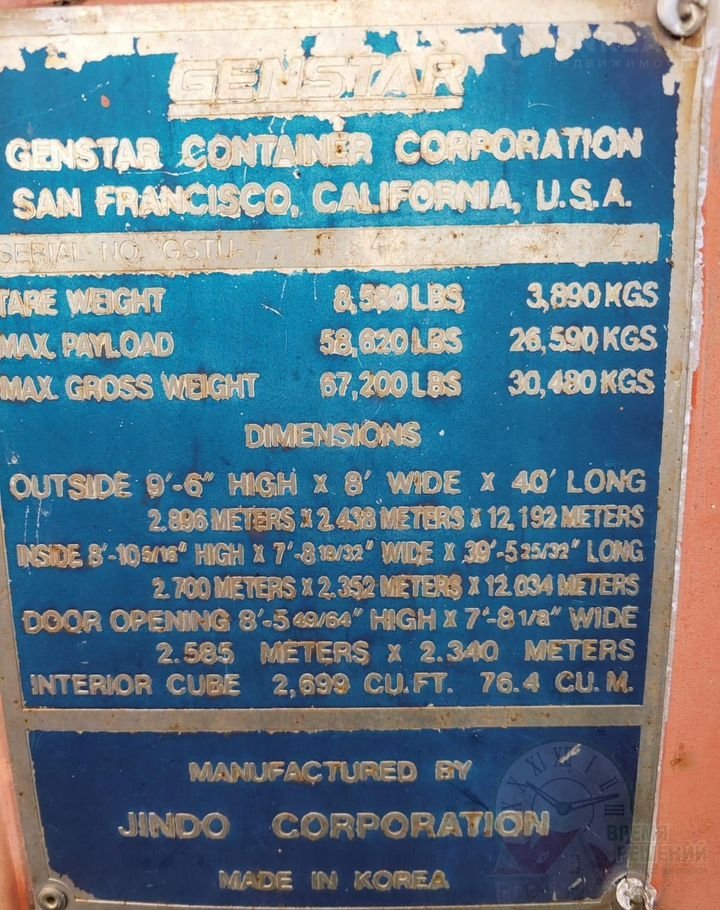 GENSTAR
GENSTAR CONTAINER CORPORATION
SAN FRANCISCO, CALIFORNIA, U.S.A.
SERIAL NO. GSTU-
TARE WEIGHT 8,580 LBS 3,890 KGS
MAX. PAYLOAD 58,620 LBS 26,590 KGS
MAX. GROSS WEIGHT 67,200 LBS 30,480 KGS
DIMENSIONS
OUTSIDE 9'-6" HIGH X 8' WIDE X 40' LONG
2.896 METERS X 2.438 METERS X 12,192 METERS
INSIDE 8'-10 5/16" HIGH X 7'-8 19/32" WIDE X 39'-5 25/32" LONG
2.700 METERS X 2.352 METERS X 12.034 METERS
DOOR OPENING 8'-5 49/64" HIGH X 7'-8 1/8" WIDE
2.585 METERS X 2.340 METERS
INTERIOR CUBE 2,699 CU.FT. 76.4 CU.M.
MANUFACTURED BY
JINDO CORPORATION
MADE IN KOREA
ВРЕМЯ
РЕШЕНИЙ